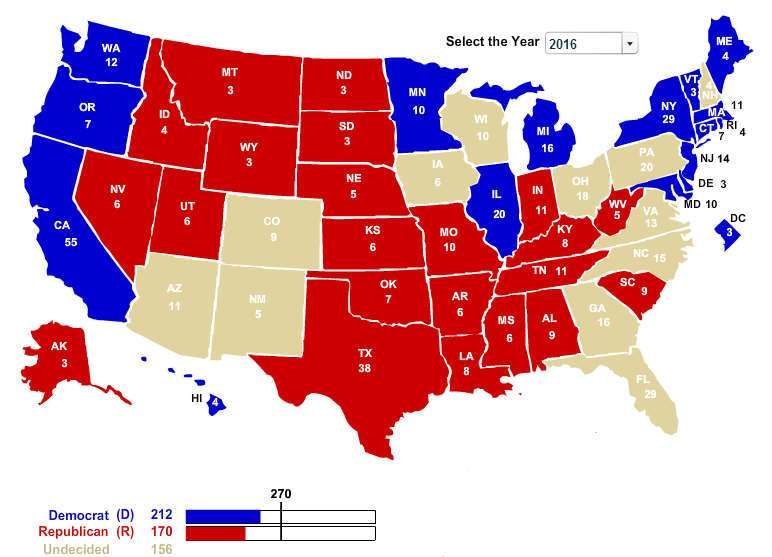 Select the Year 2016
WA
12
OR
7
CA
55
NV
6
ID
4
MT
3
WY
3
UT
6
AZ
11
CO
9
NM
5
ND
3
SD
3
NE
5
KS
6
OK
7
TX
38
MN
10
IA
6
MO
10
AR
6
LA
8
WI
10
IL
20
MI
16
IN
11
OH
18
KY
8
TN 11
MS
6
AL
9
GA
16
FL
29
SC 9
NC 15
VA
13
WV
5
PA
20
NY
29
VT
3
4
NH
ME
4
MA 11
RI 4
CT 7
NJ 14
DE 3
MD 10
DC
3
AK
3
HI 4
270
Democrat (D) 212
Republican (R) 170
Undecided 156